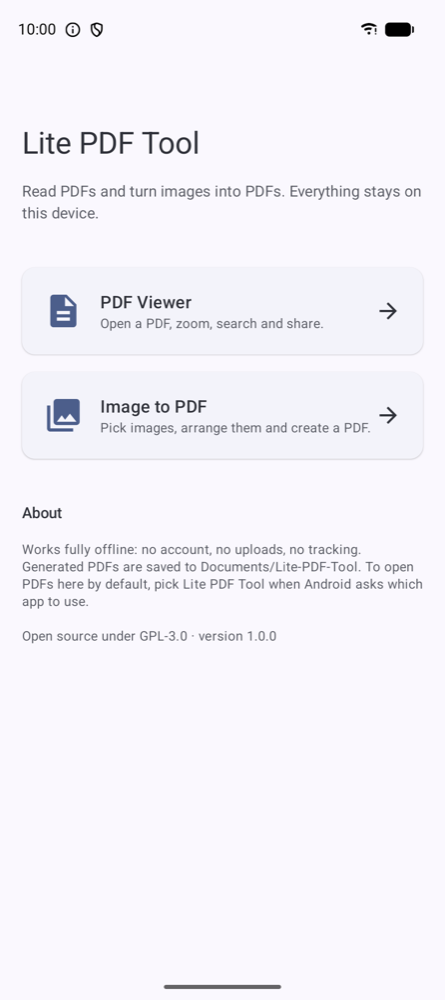 10:00
Lite PDF Tool
Read PDFs and turn images into PDFs. Everything stays on
this device.
PDF Viewer
Open a PDF, zoom, search and share.
Image to PDF
Pick images, arrange them and create a PDF.
About
Works fully offline: no account, no uploads, no tracking.
Generated PDFs are saved to Documents/Lite-PDF-Tool. To open
PDFs here by default, pick Lite PDF Tool when Android asks which
app to use.
Open source under GPL-3.0 · version 1.0.0